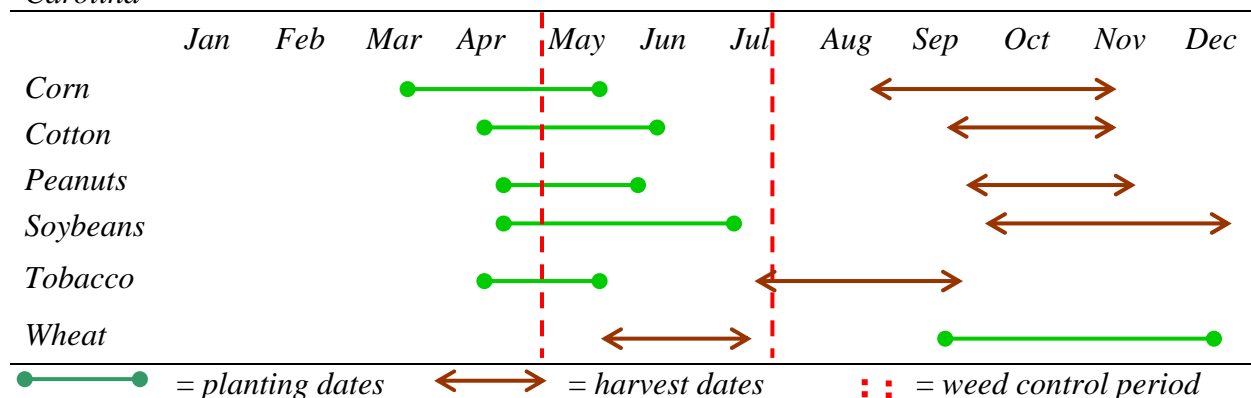 Carolina
Jan Feb Mar Apr May Jun Jul Aug Sep Oct Nov Dec
Corn
Cotton
Peanuts
Soybeans
Tobacco
Wheat
= planting dates = harvest dates = weed control period